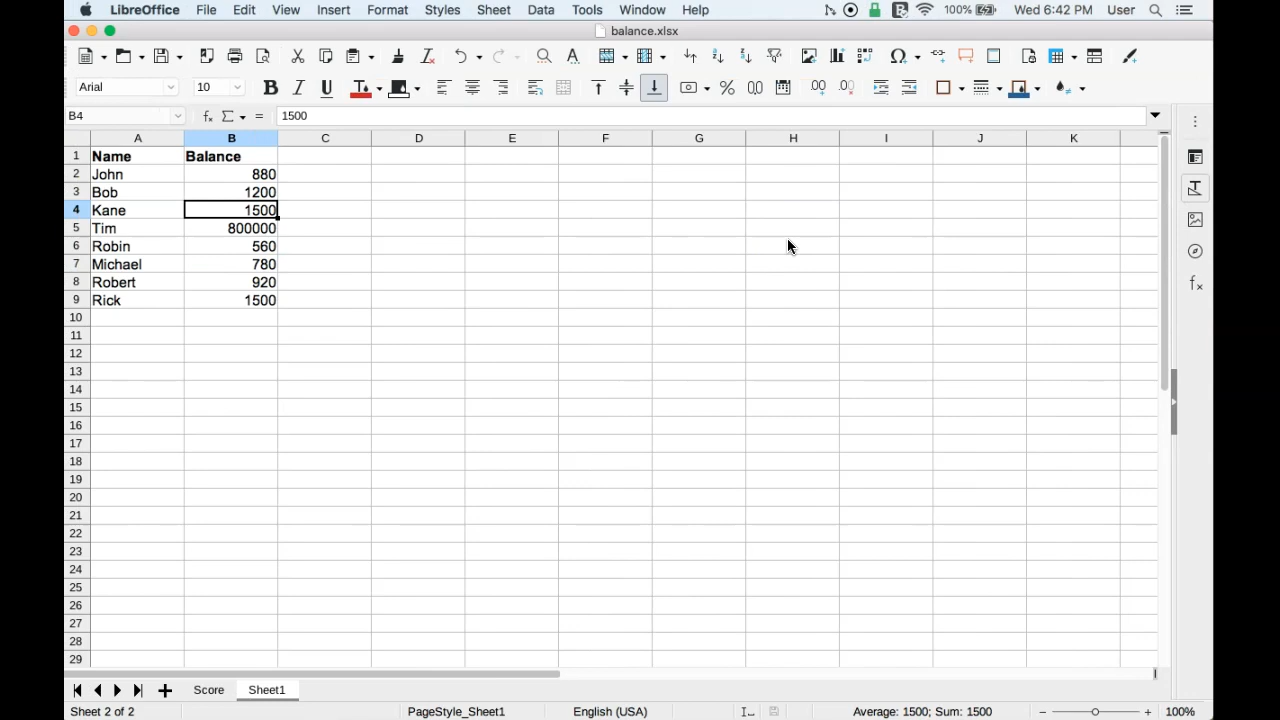 LibreOffice File Edit View Insert Format Styles Sheet Data Tools Window Help 100% Wed 6:42 PM User
balance.xlsx
Arial 10
B4 1500
A B C D E F G H I J K
1 Name Balance
2 John 880
3 Bob 1200
4 Kane 1500
5 Tim 800000
6 Robin 560
7 Michael 780
8 Robert 920
9 Rick 1500
10
11
12
13
14
15
16
17
18
19
20
21
22
23
24
25
26
27
28
29
Score Sheet1
Sheet 2 of 2 PageStyle_Sheet1 English (USA) Average: 1500; Sum: 1500 100%